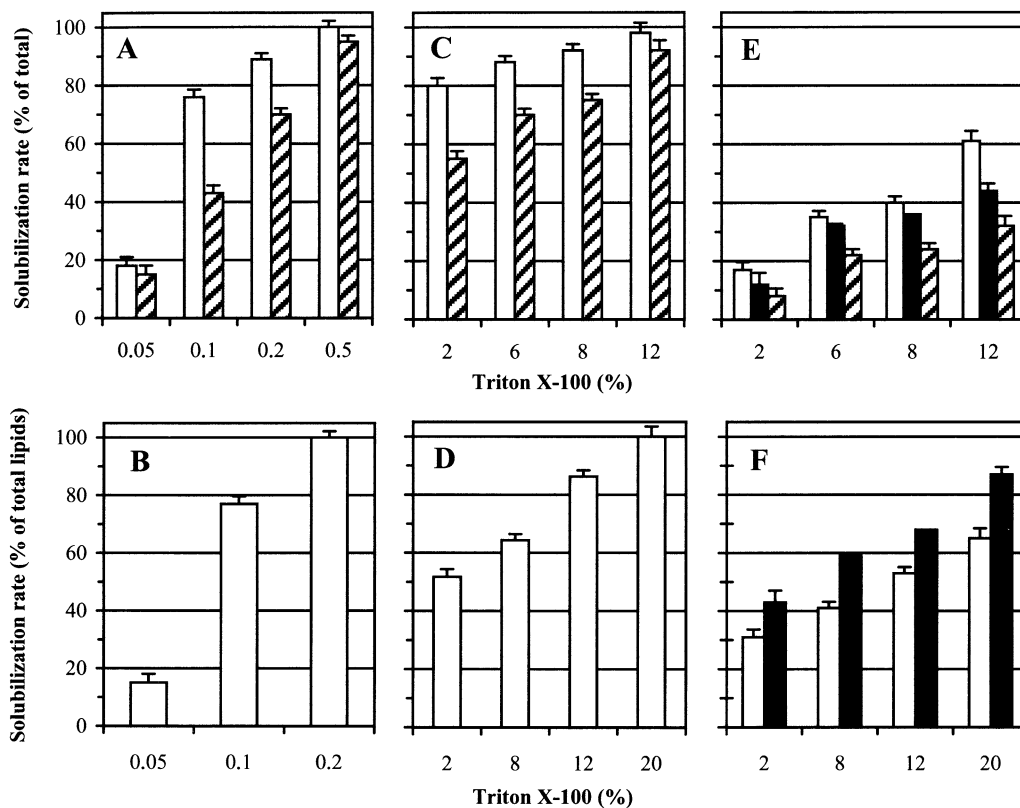 Solubilization rate (% of total)
100
80
60
40
20
0
A
0.05 0.1 0.2 0.5
C
2 6 8 12
E
2 6 8 12
Triton X-100 (%)
Solubilization rate (% of total lipids)
100
80
60
40
20
0
B
0.05 0.1 0.2
D
2 8 12 20
F
2 8 12 20
Triton X-100 (%)